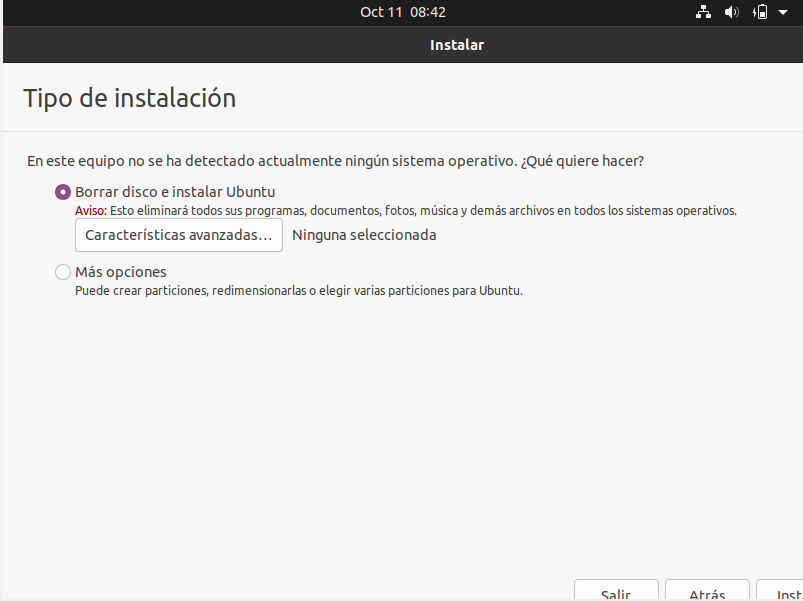 Oct 11 08:42
Instalar
Tipo de instalación
En este equipo no se ha detectado actualmente ningún sistema operativo. ¿Qué quiere hacer?
Borrar disco e instalar Ubuntu
Aviso: Esto eliminará todos sus programas, documentos, fotos, música y demás archivos en todos los sistemas operativos.
Características avanzadas... Ninguna seleccionada
Más opciones
Puede crear particiones, redimensionarlas o elegir varias particiones para Ubuntu.
Salir Atrás